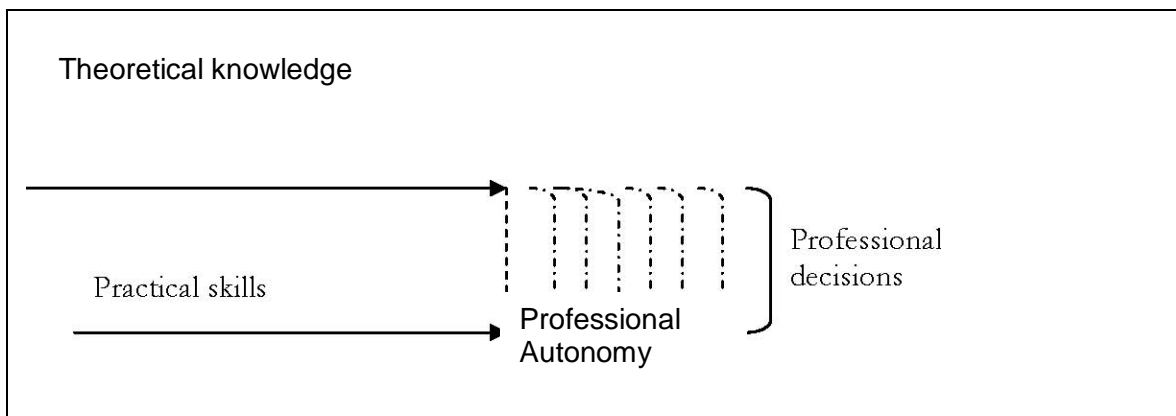 Theoretical knowledge
Practical skills
Professional
Autonomy
Professional
decisions